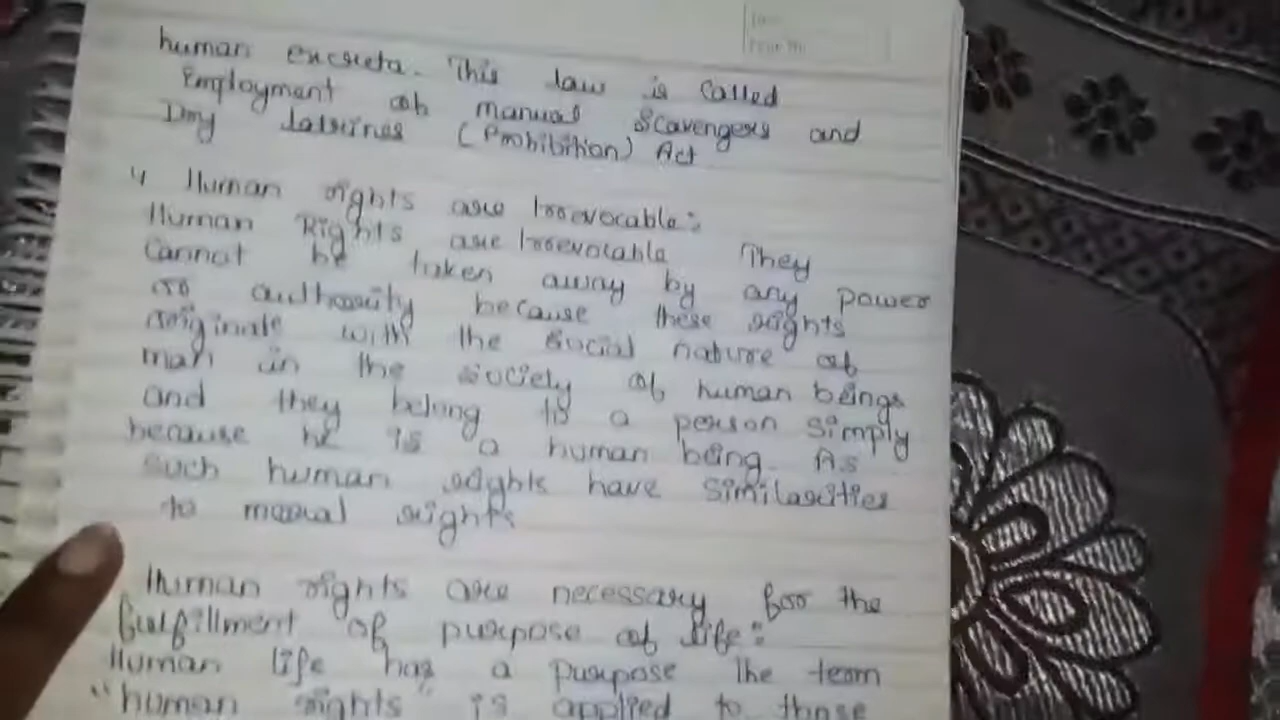 human excreta. This law is Called
Employment of manual Scavengers and
Dry latrines (Prohibition) Act
4 Human rights are Irrevocable:
Human Rights are Irrevocable They
Cannot be taken away by any power
or authority because these rights
originate with the Social nature of
man in the society of human beings
and they belong to a person Simply
because he is a human being. As
Such human rights have Similarities
to moral rights
Human rights are necessary for the
fulfillment of purpose of life:
Human life has a purpose The term
"human rights" is applied to those